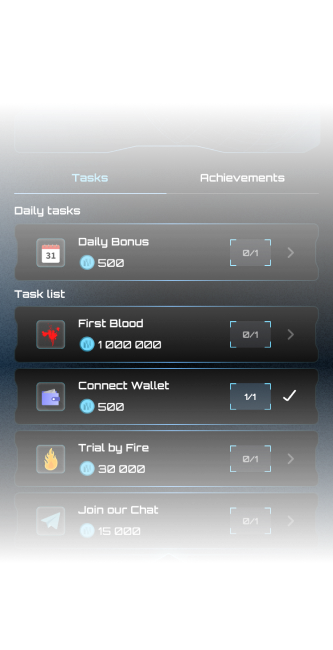 Tasks Achievements
Daily tasks
31
Daily Bonus
500
0/1
Task list
First Blood
1 000 000
0/1
Connect Wallet
500
1/1
Trial by Fire
30 000
0/1
Join our Chat
15 000
0/1